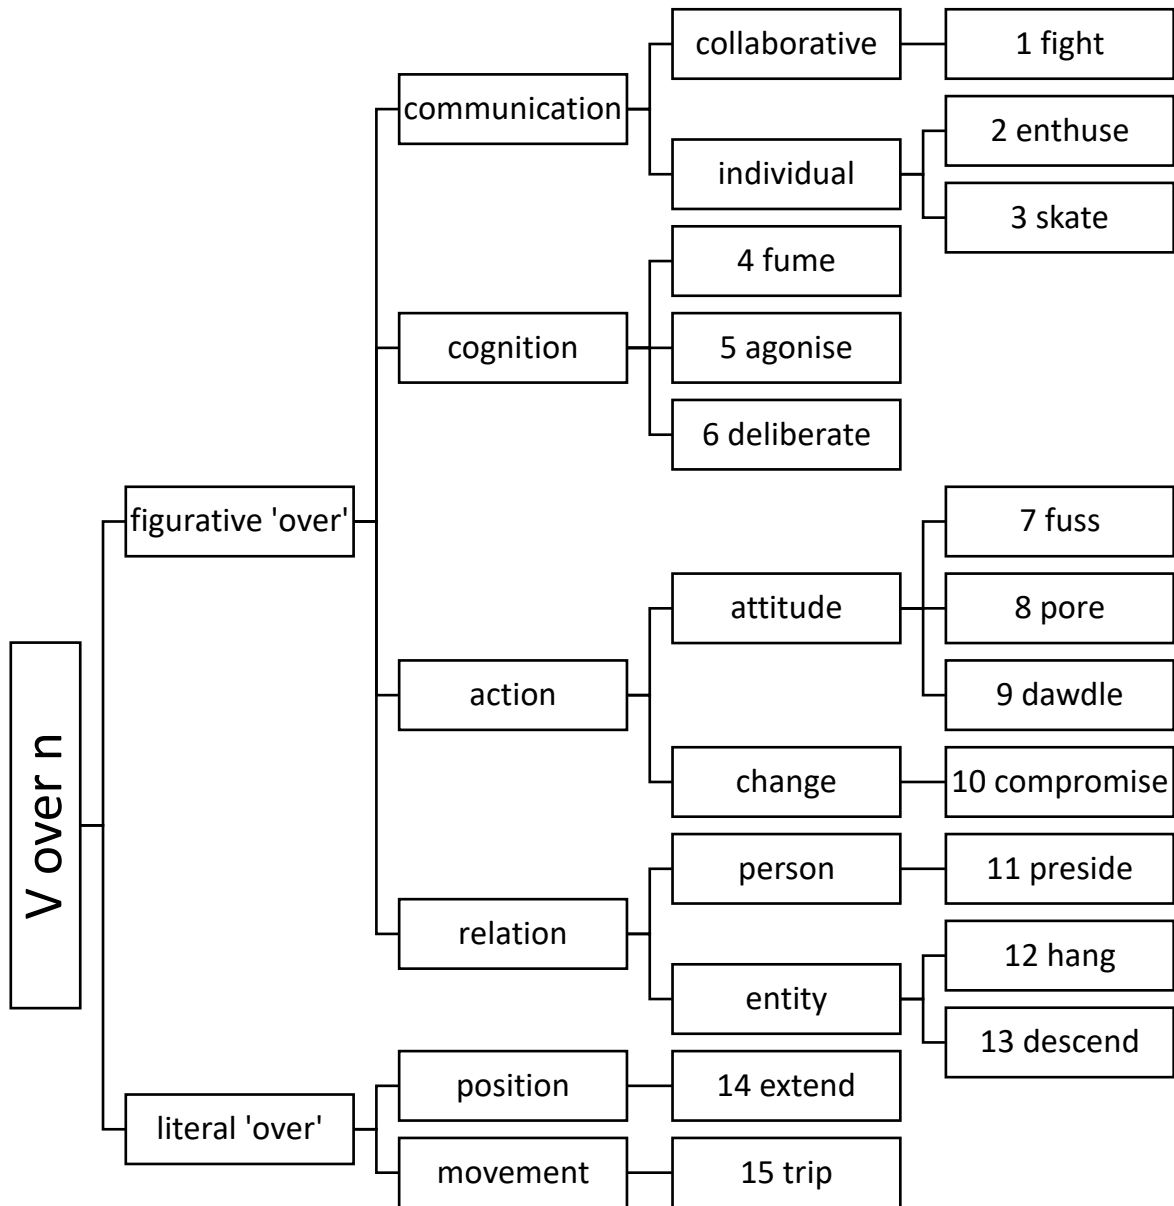 collaborative
1 fight
communication
2 enthuse
individual
3 skate
4 fume
cognition
5 agonise
6 deliberate
figurative 'over'
7 fuss
attitude
8 pore
action
9 dawdle
V over n
change
10 compromise
person
11 preside
relation
12 hang
entity
13 descend
position
14 extend
literal 'over'
movement
15 trip